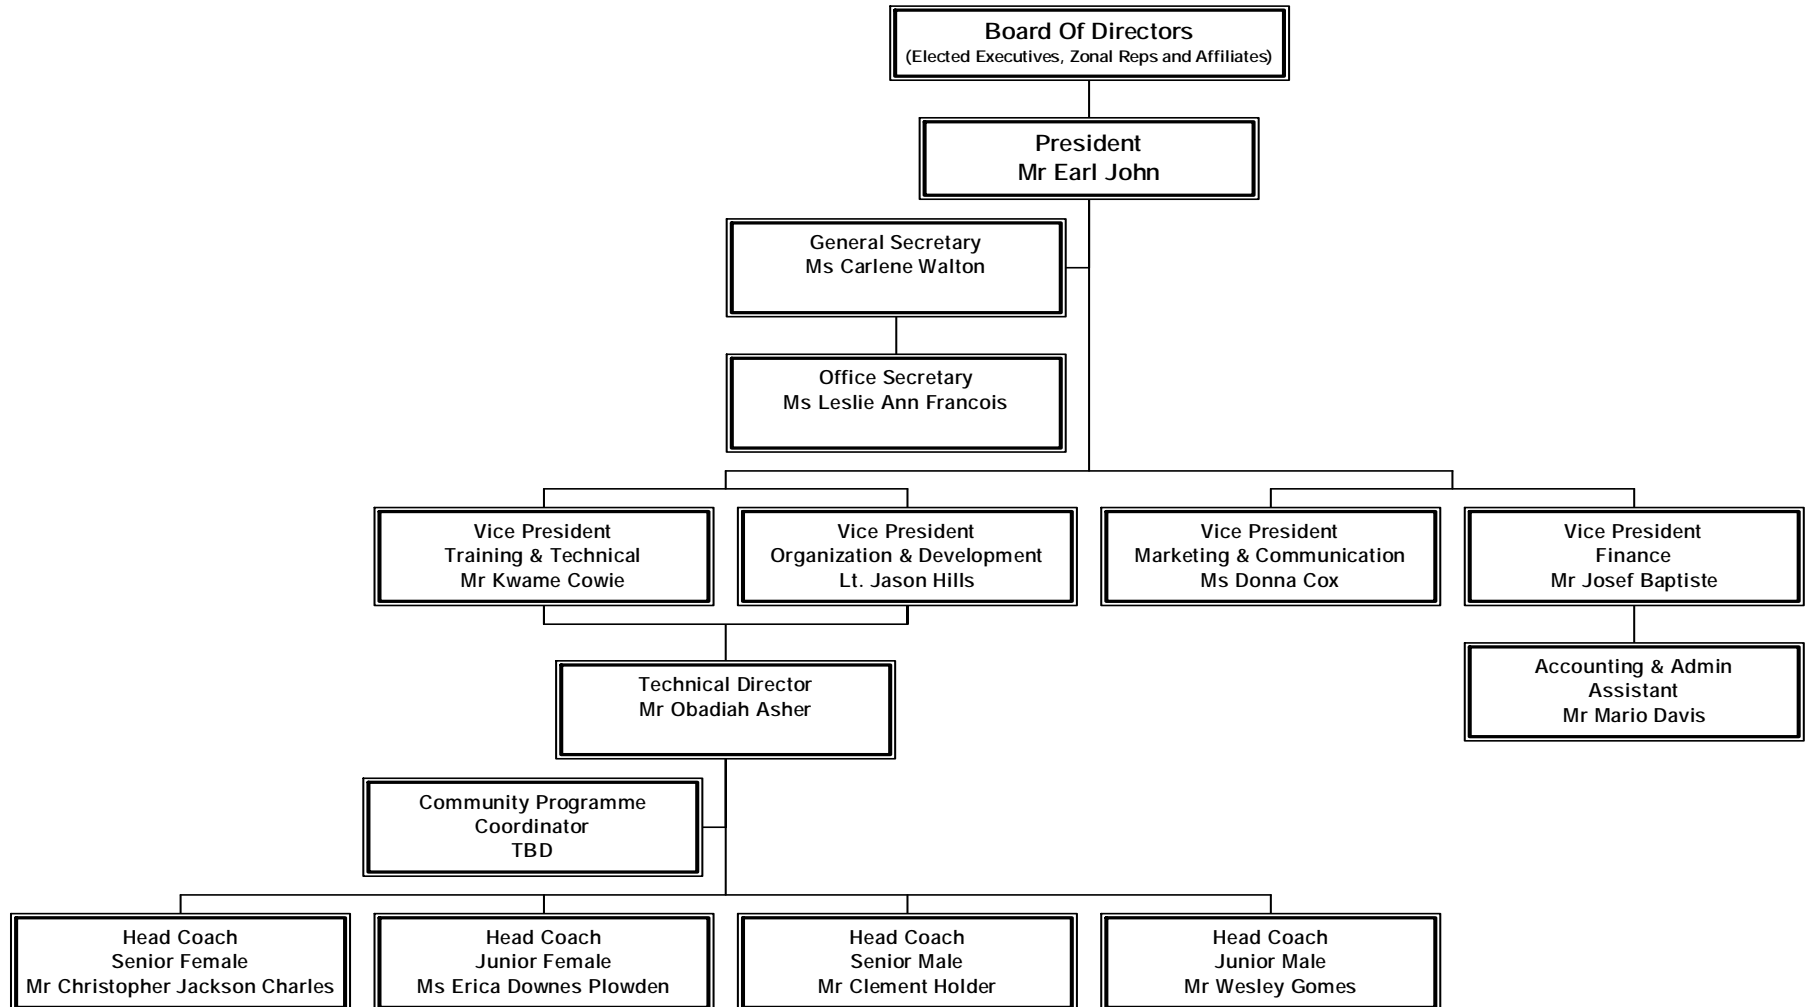 Board Of Directors
(Elected Executives, Zonal Reps and Affiliates)
President
Mr Earl John
General Secretary
Ms Carlene Walton
Office Secretary
Ms Leslie Ann Francois
Vice President
Training & Technical
Mr Kwame Cowie
Vice President
Organization & Development
Lt. Jason Hills
Vice President
Marketing & Communication
Ms Donna Cox
Vice President
Finance
Mr Josef Baptiste
Technical Director
Mr Obadiah Asher
Accounting & Admin
Assistant
Mr Mario Davis
Community Programme
Coordinator
TBD
Head Coach
Senior Female
Mr Christopher Jackson Charles
Head Coach
Junior Female
Ms Erica Downes Plowden
Head Coach
Senior Male
Mr Clement Holder
Head Coach
Junior Male
Mr Wesley Gomes